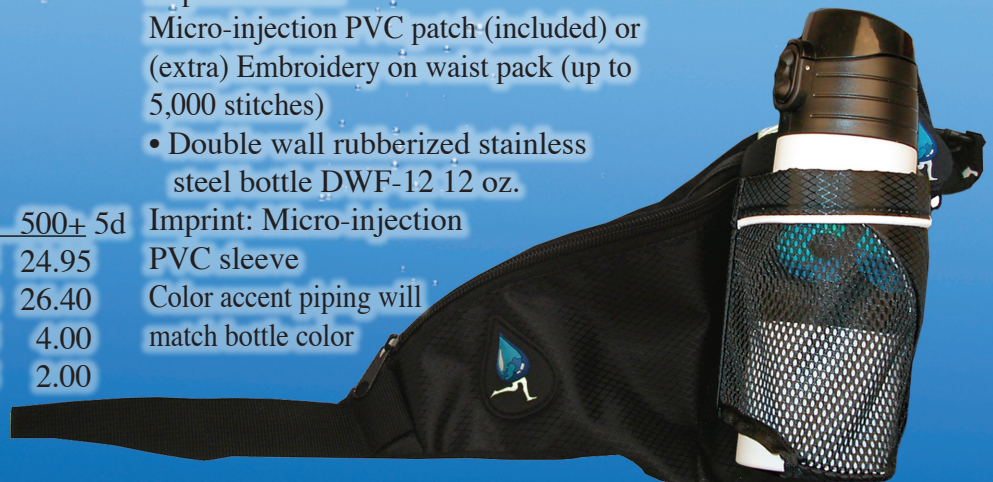 Micro-injection PVC patch (included) or
(extra) Embroidery on waist pack (up to
5,000 stitches)
• Double wall rubberized stainless
steel bottle DWF-12 12 oz.
Imprint: Micro-injection
PVC sleeve
Color accent piping will
match bottle color
500+ 5d
24.95
26.40
4.00
2.00